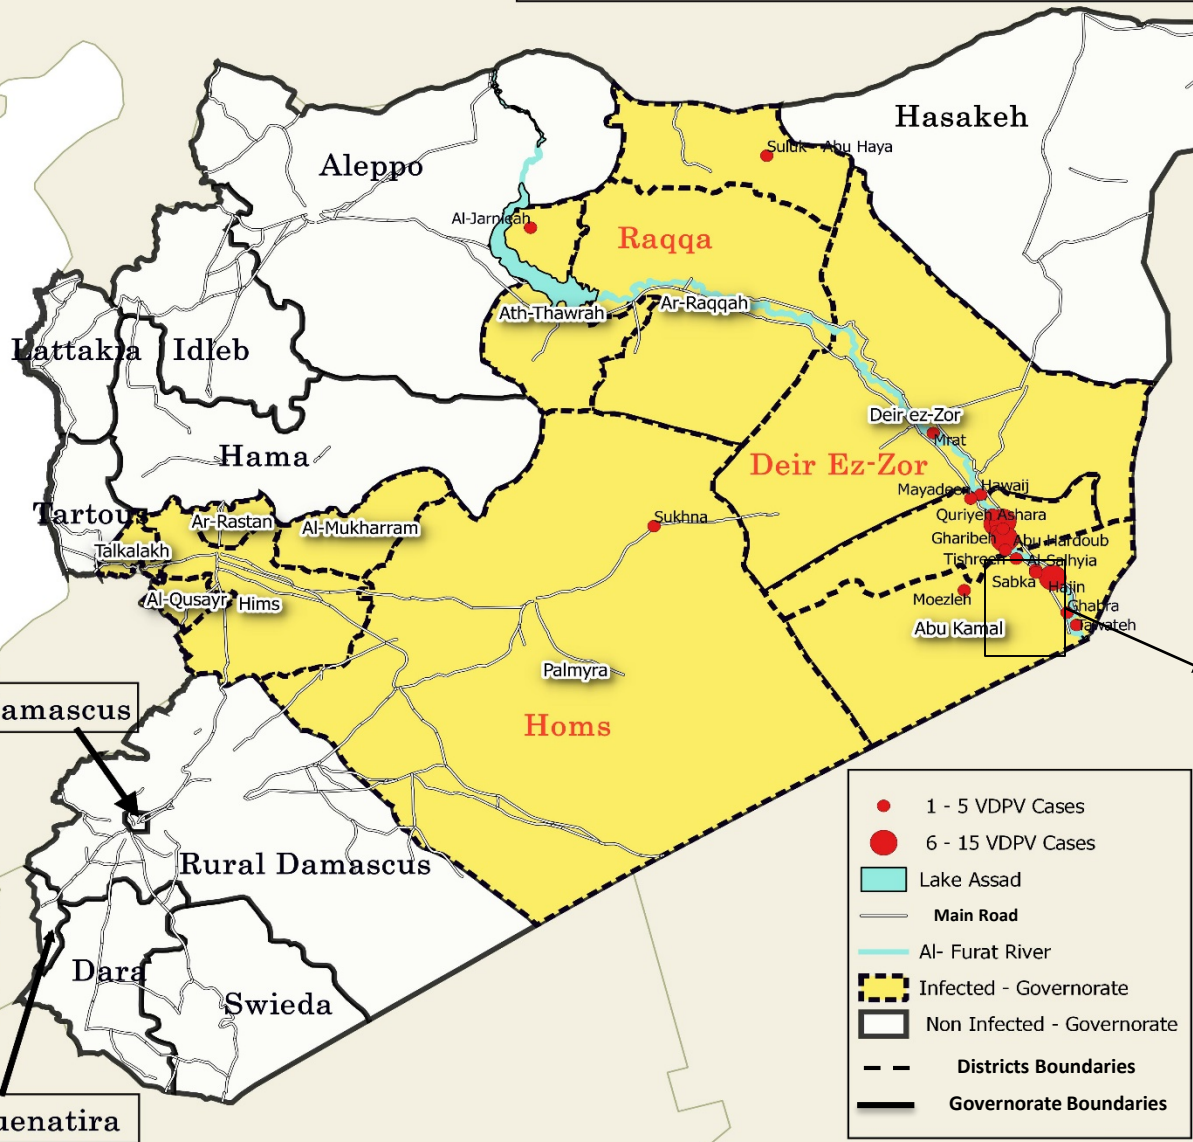 Hasakeh
Aleppo
Suluk - Abu Haya
Al-Jarnieah
Raqqa
Ath-Thawrah
Ar-Raqqah
Lattakia
Idleb
Deir ez-Zor
Mrat
Hama
Deir Ez-Zor
Mayadeen
Hawaij
Tartous
Ar-Rastan
Al-Mukharram
Sukhna
Quriyeh
Ashara
Gharibeh
Abu Hardoub
Talkalakh
Tishreen
Al-Salhyia
Sabka
Hajin
Al-Qusayr
Hims
Moezleh
Ghabra
Abu Kamal
Palmyra
amascus
Homs
Rural Damascus
Dara
Swieda
uenatira
1 - 5 VDPV Cases
6 - 15 VDPV Cases
Lake Assad
Main Road
Al- Furat River
Infected - Governorate
Non Infected - Governorate
Districts Boundaries
Governorate Boundaries